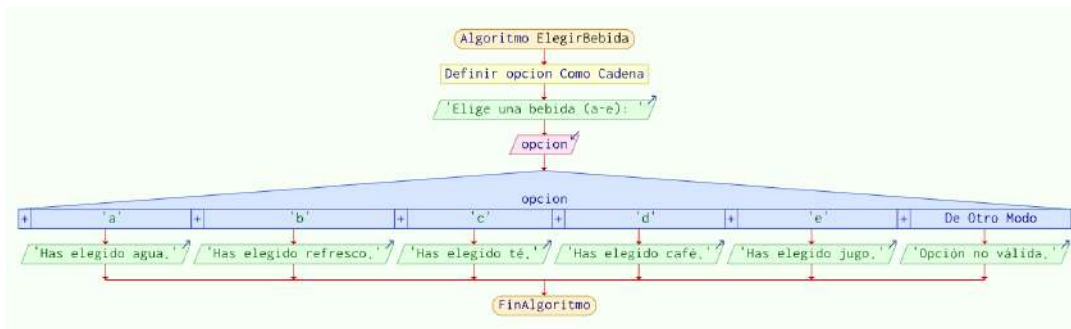 Algoritmo ElegirBebida
Definir opcion Como Cadena
'Elige una bebida (a-e): '
opcion
opcion
+ 'a' + 'b' + 'c' + 'd' + 'e' + De Otro Modo
'Has elegido agua.' 'Has elegido refresco.' 'Has elegido té.' 'Has elegido café.' 'Has elegido jugo.' 'Opción no válida.'
FinAlgoritmo